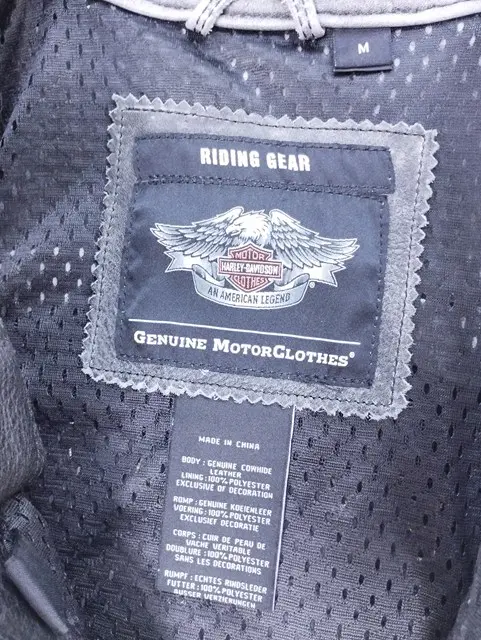 M
RIDING GEAR
MOTOR
HARLEY-DAVIDSON
CLOTHES
AN AMERICAN LEGEND
GENUINE MOTORCLOTHES®
MADE IN CHINA
BODY : GENUINE COWHIDE
LEATHER
LINING : 100% POLYESTER
EXCLUSIVE OF DECORATION
ROMP : GENUINE KOEIENLEER
VOERING : 100% POLYESTER
EXCLUSIEF DECORATIE
CORPS : CUIR DE PEAU DE
VACHE VERITABLE
DOUBLURE : 100% POLYESTER
SANS LES DECORATIONS
RUMPF : ECHTES RINDSLEDER
FUTTER : 100% POLYESTER
AUSSER VERZIERUNGEN